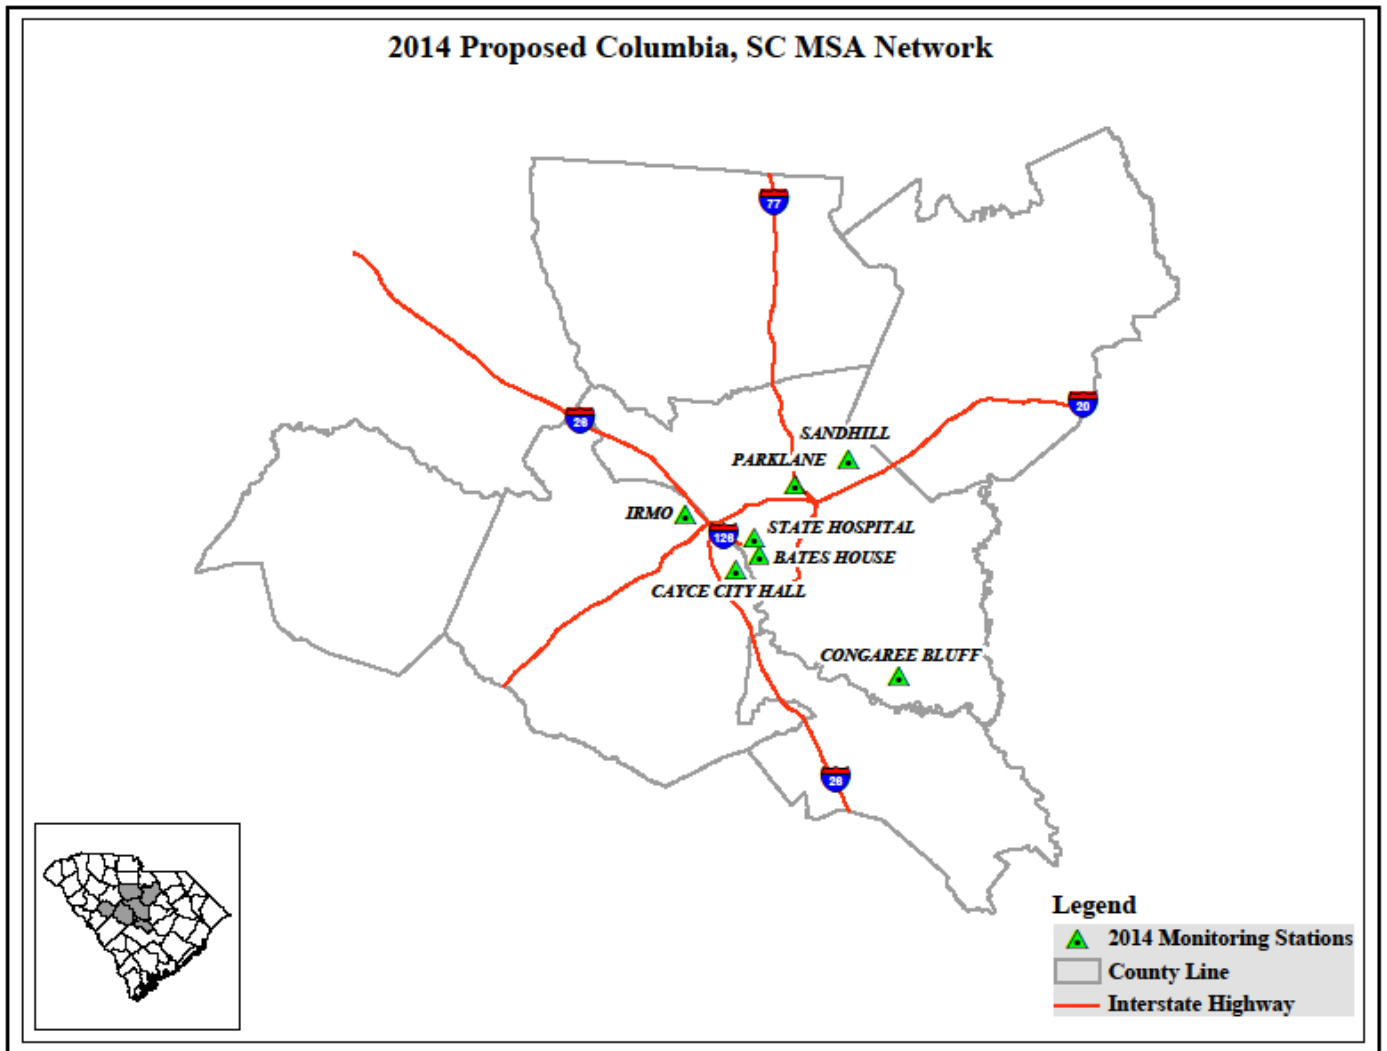 2014 Proposed Columbia, SC MSA Network
77
20
26
SANDHILL
PARKLANE
IRMO
STATE HOSPITAL
126
BATES HOUSE
CAYCE CITY HALL
CONGAREE BLUFF
26
Legend
2014 Monitoring Stations
County Line
Interstate Highway